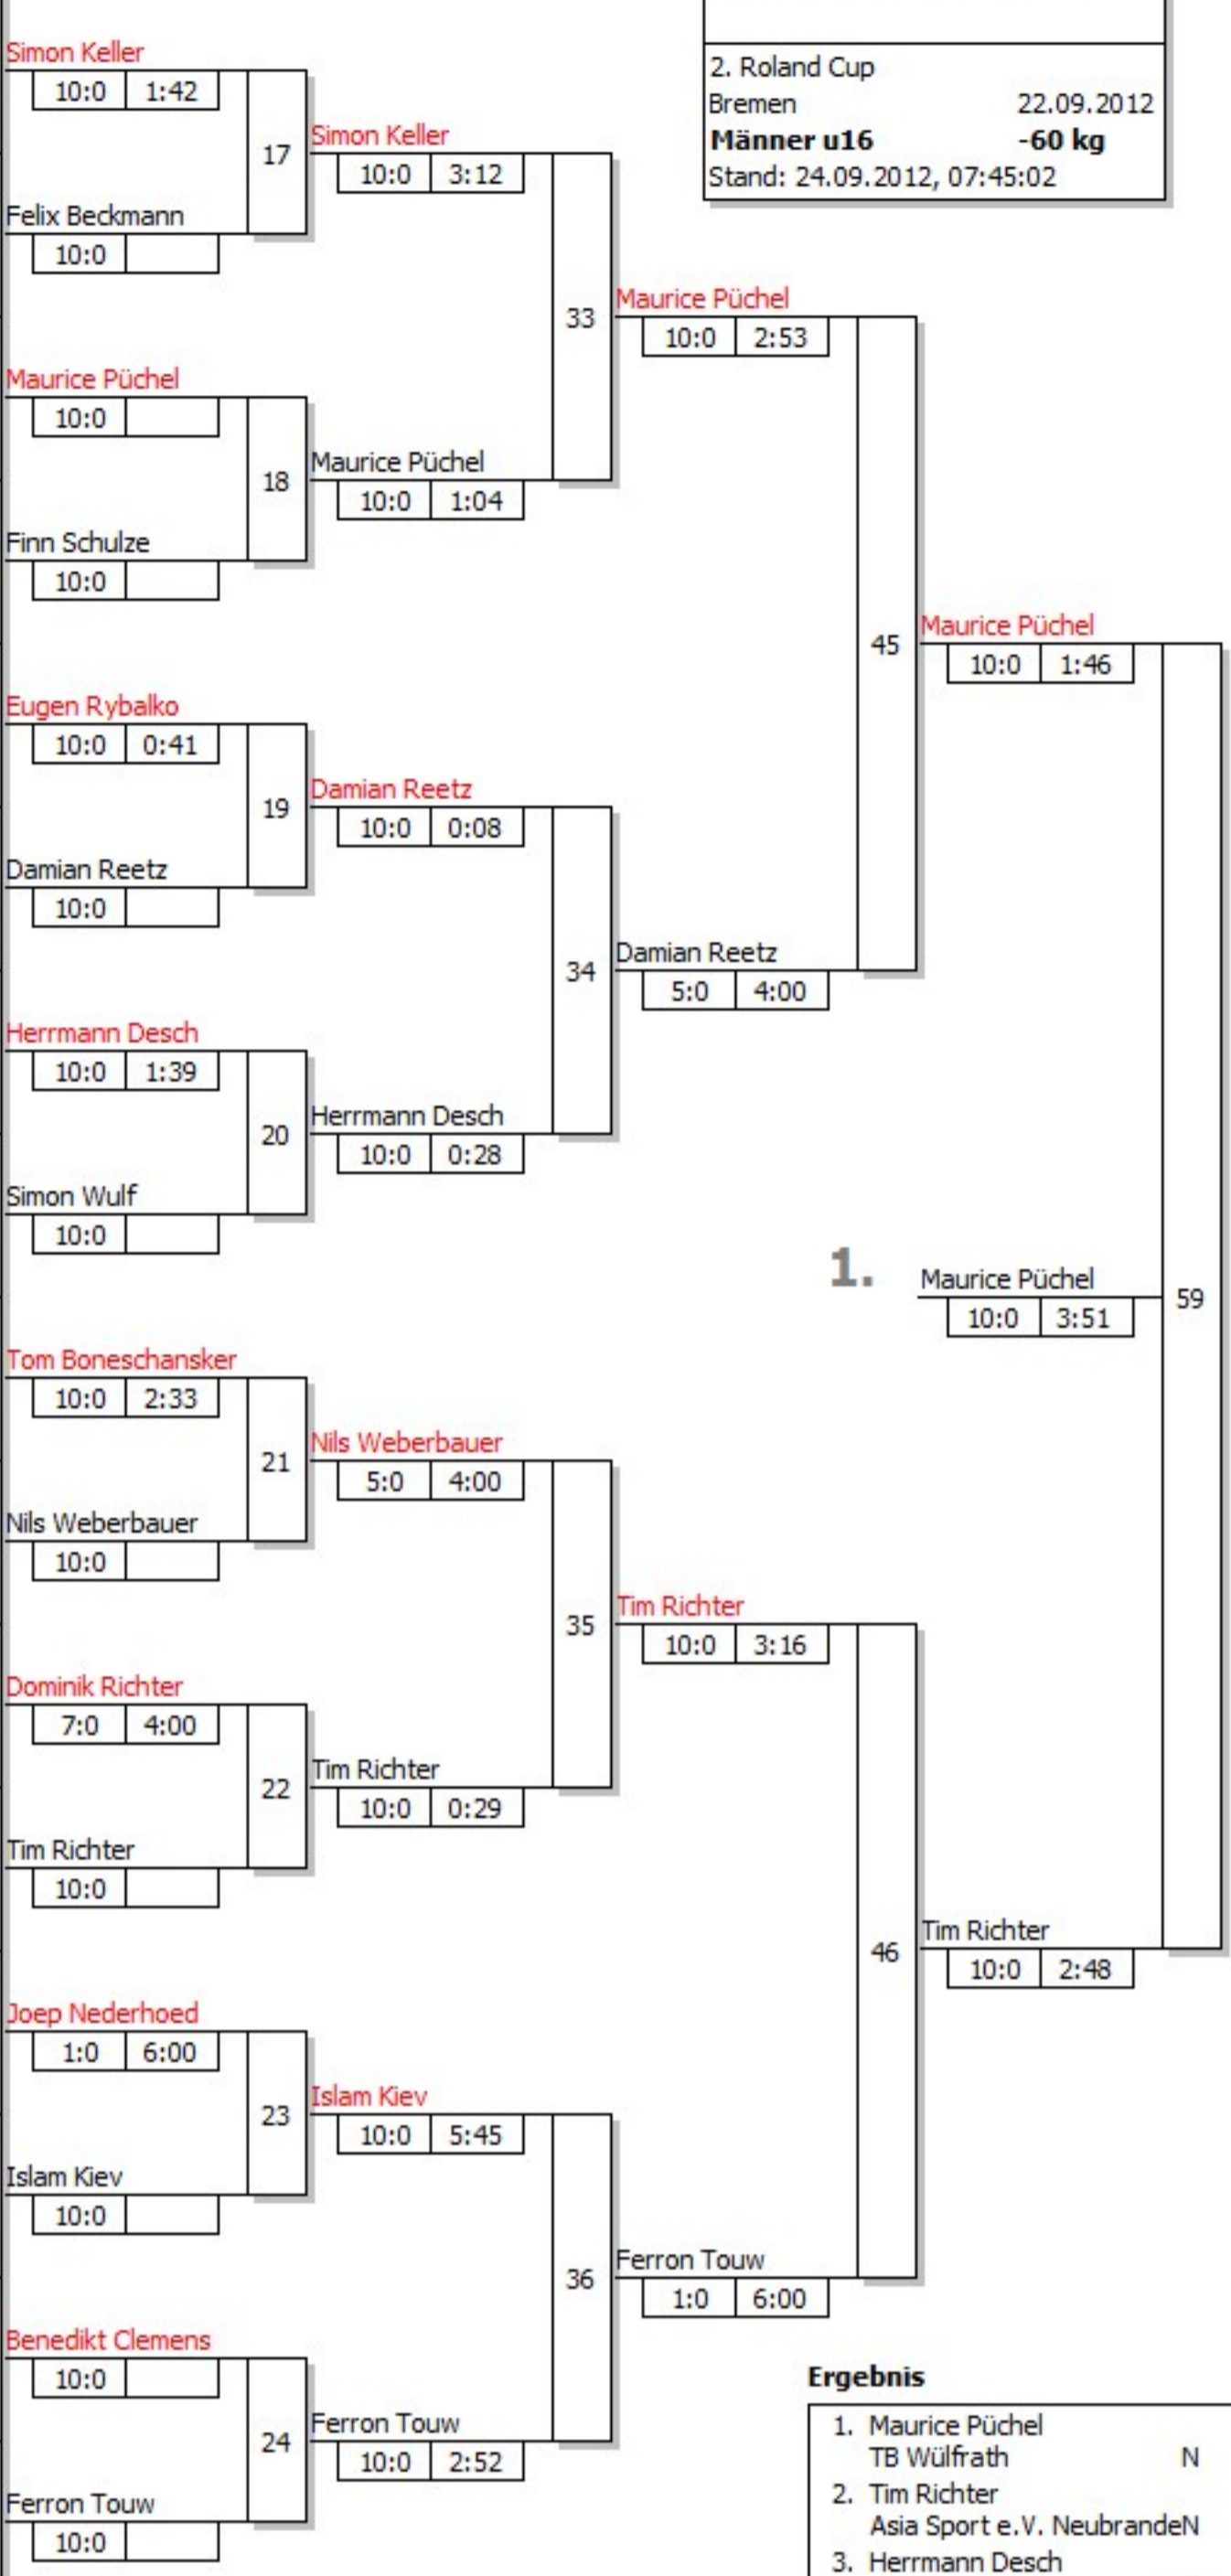 2. Roland Cup
Bremen 22.09.2012
Männer u16 -60 kg
Stand: 24.09.2012, 07:45:02
Simon Keller
10:0 1:42
17
Felix Beckmann
10:0
Simon Keller
10:0 3:12
33
Maurice Püchel
10:0
18
Finn Schulze
10:0
Maurice Püchel
10:0 1:04
Maurice Püchel
10:0 2:53
45
Eugen Rybalko
10:0 0:41
19
Damian Reetz
10:0
Damian Reetz
10:0 0:08
34
Herrmann Desch
10:0 1:39
20
Simon Wulf
10:0
Herrmann Desch
10:0 0:28
Damian Reetz
5:0 4:00
Maurice Püchel
10:0 1:46
1. Maurice Püchel
10:0 3:51
59
Tom Boneschansker
10:0 2:33
21
Nils Weberbauer
10:0
Nils Weberbauer
5:0 4:00
35
Dominik Richter
7:0 4:00
22
Tim Richter
10:0
Tim Richter
10:0 0:29
Tim Richter
10:0 3:16
46
Tim Richter
10:0 2:48
Joep Nederhoed
1:0 6:00
23
Islam Kiev
10:0
Islam Kiev
10:0 5:45
36
Benedikt Clemens
10:0
24
Ferron Touw
10:0
Ferron Touw
10:0 2:52
Ferron Touw
1:0 6:00
Ergebnis
1. Maurice Püchel
TB Wülfrath N
2. Tim Richter
Asia Sport e.V. NeubrandeN
3. Herrmann Desch